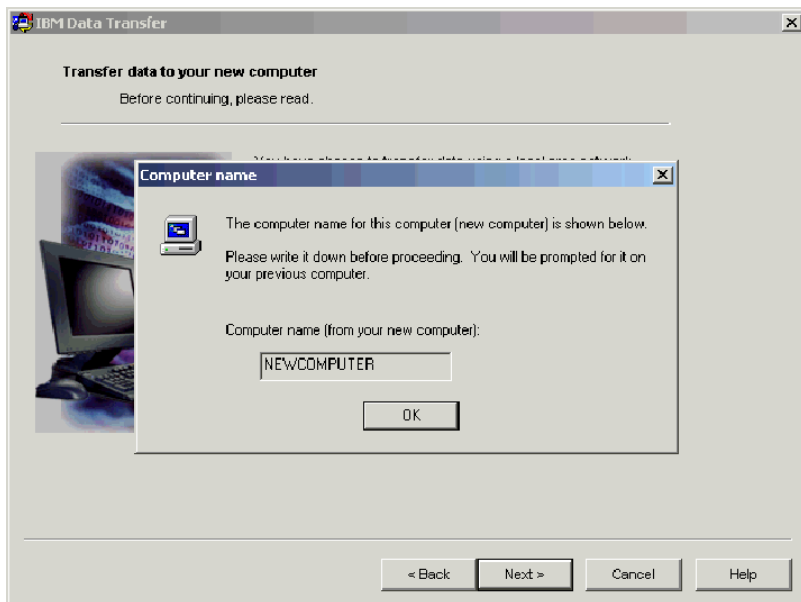 IBM Data Transfer
Transfer data to your new computer
Before continuing, please read.
Computer name
The computer name for this computer (new computer) is shown below.
Please write it down before proceeding. You will be prompted for it on
your previous computer.
Computer name (from your new computer):
NEWCOMPUTER
OK
< Back
Next >
Cancel
Help